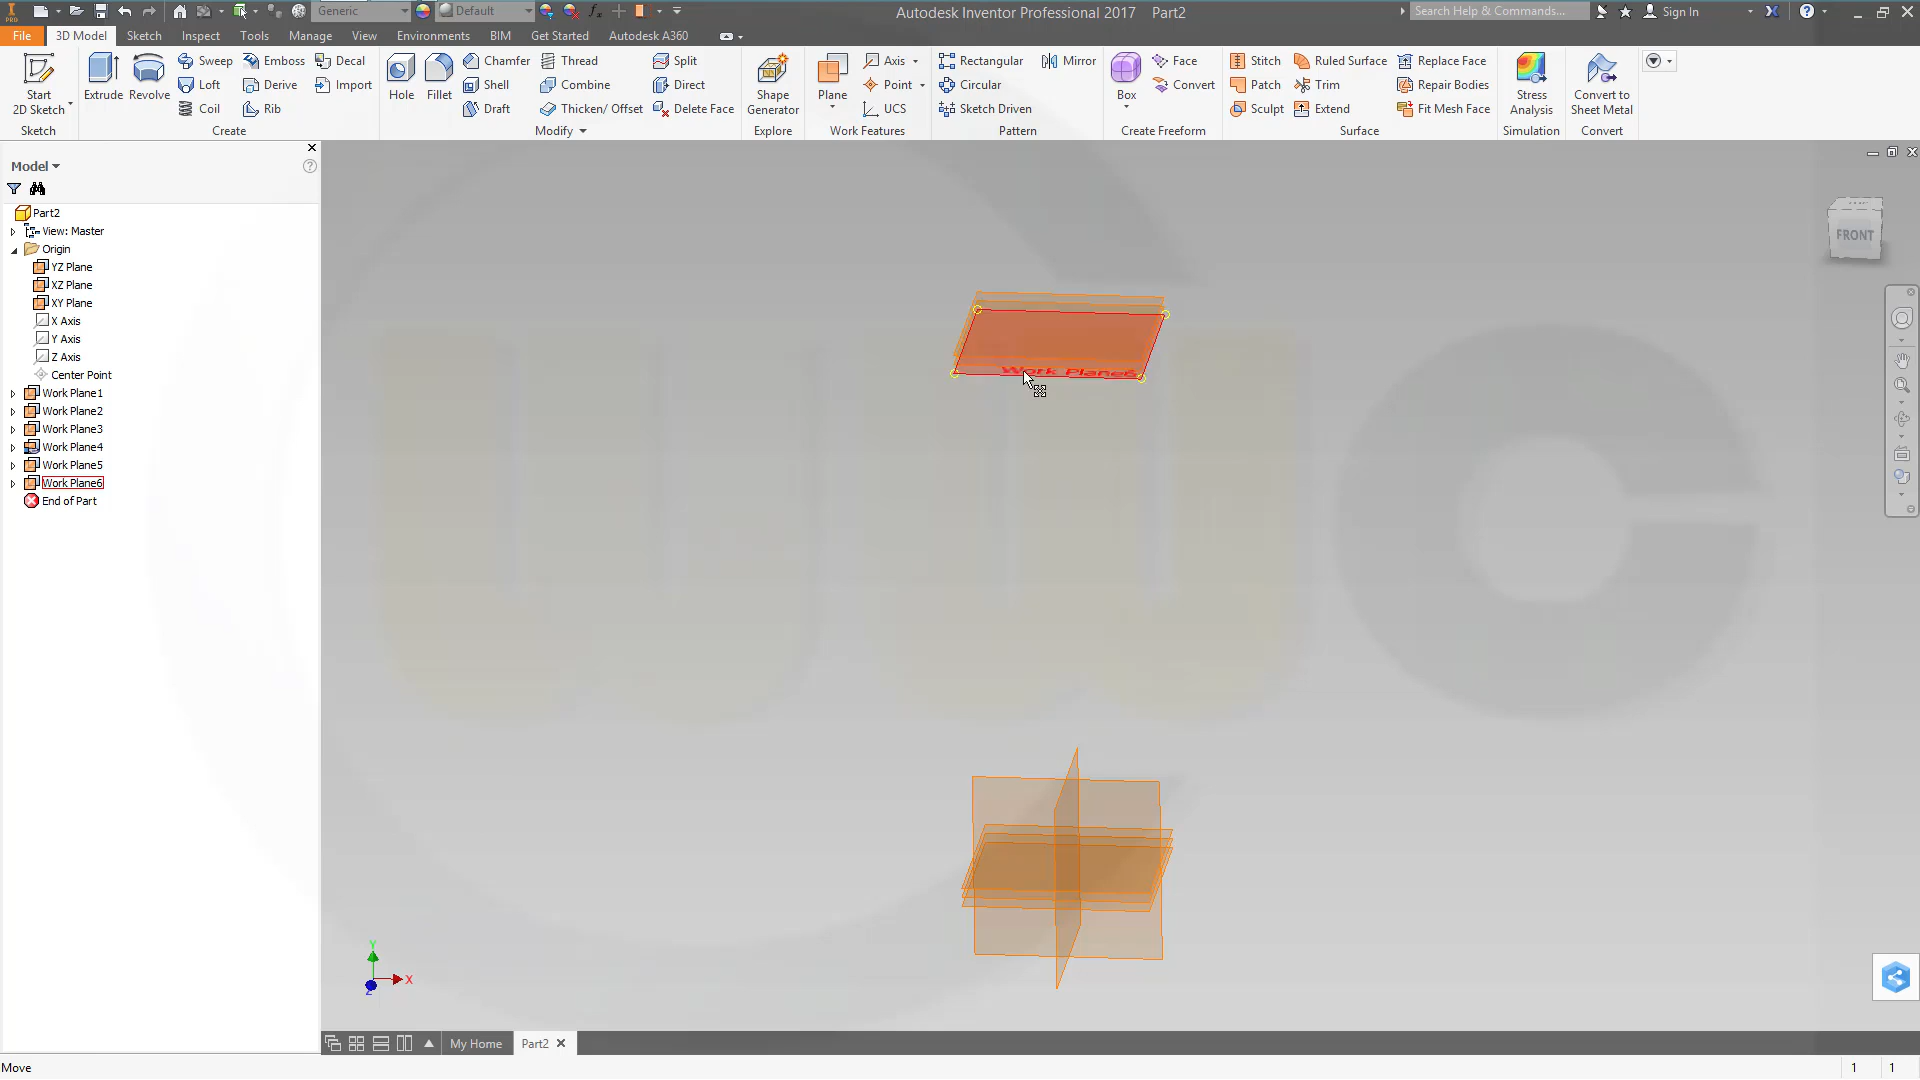 Generic
Default
Autodesk Inventor Professional 2017 Part2
Search Help & Commands...
Sign In
PRO
File
3D Model
Sketch
Inspect
Tools
Manage
View
Environments
BIM
Get Started
Autodesk A360
Start
2D Sketch
Sketch
Extrude
Revolve
Sweep
Loft
Coil
Emboss
Derive
Rib
Decal
Import
Create
Hole
Fillet
Chamfer
Shell
Draft
Thread
Combine
Thicken/ Offset
Split
Direct
Delete Face
Modify
Shape
Generator
Explore
Plane
Axis
Point
UCS
Work Features
Rectangular
Circular
Sketch Driven
Mirror
Pattern
Box
Face
Convert
Create Freeform
Stitch
Patch
Sculpt
Ruled Surface
Trim
Extend
Replace Face
Repair Bodies
Fit Mesh Face
Surface
Stress
Analysis
Simulation
Convert to
Sheet Metal
Convert
Model
Part2
View: Master
Origin
YZ Plane
XZ Plane
XY Plane
X Axis
Y Axis
Z Axis
Center Point
Work Plane1
Work Plane2
Work Plane3
Work Plane4
Work Plane5
Work Plane6
End of Part
FRONT
Work Plane6
Y
X
Z
My Home
Part2
Move
1 1